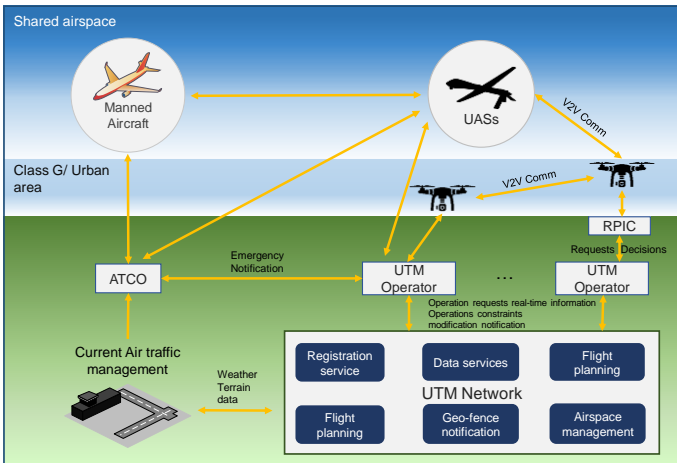 Shared airspace
Manned
Aircraft
UASs
V2V Comm
Class G/ Urban
area
V2V Comm
RPIC
Requests Decisions
Emergency
Notification
ATCO
UTM
Operator
...
UTM
Operator
Operation requests real-time information
Operations constraints
modification notification
Current Air traffic
management
Weather
Terrain
data
Registration
service
Data services
Flight
planning
UTM Network
Flight
planning
Geo-fence
notification
Airspace
management